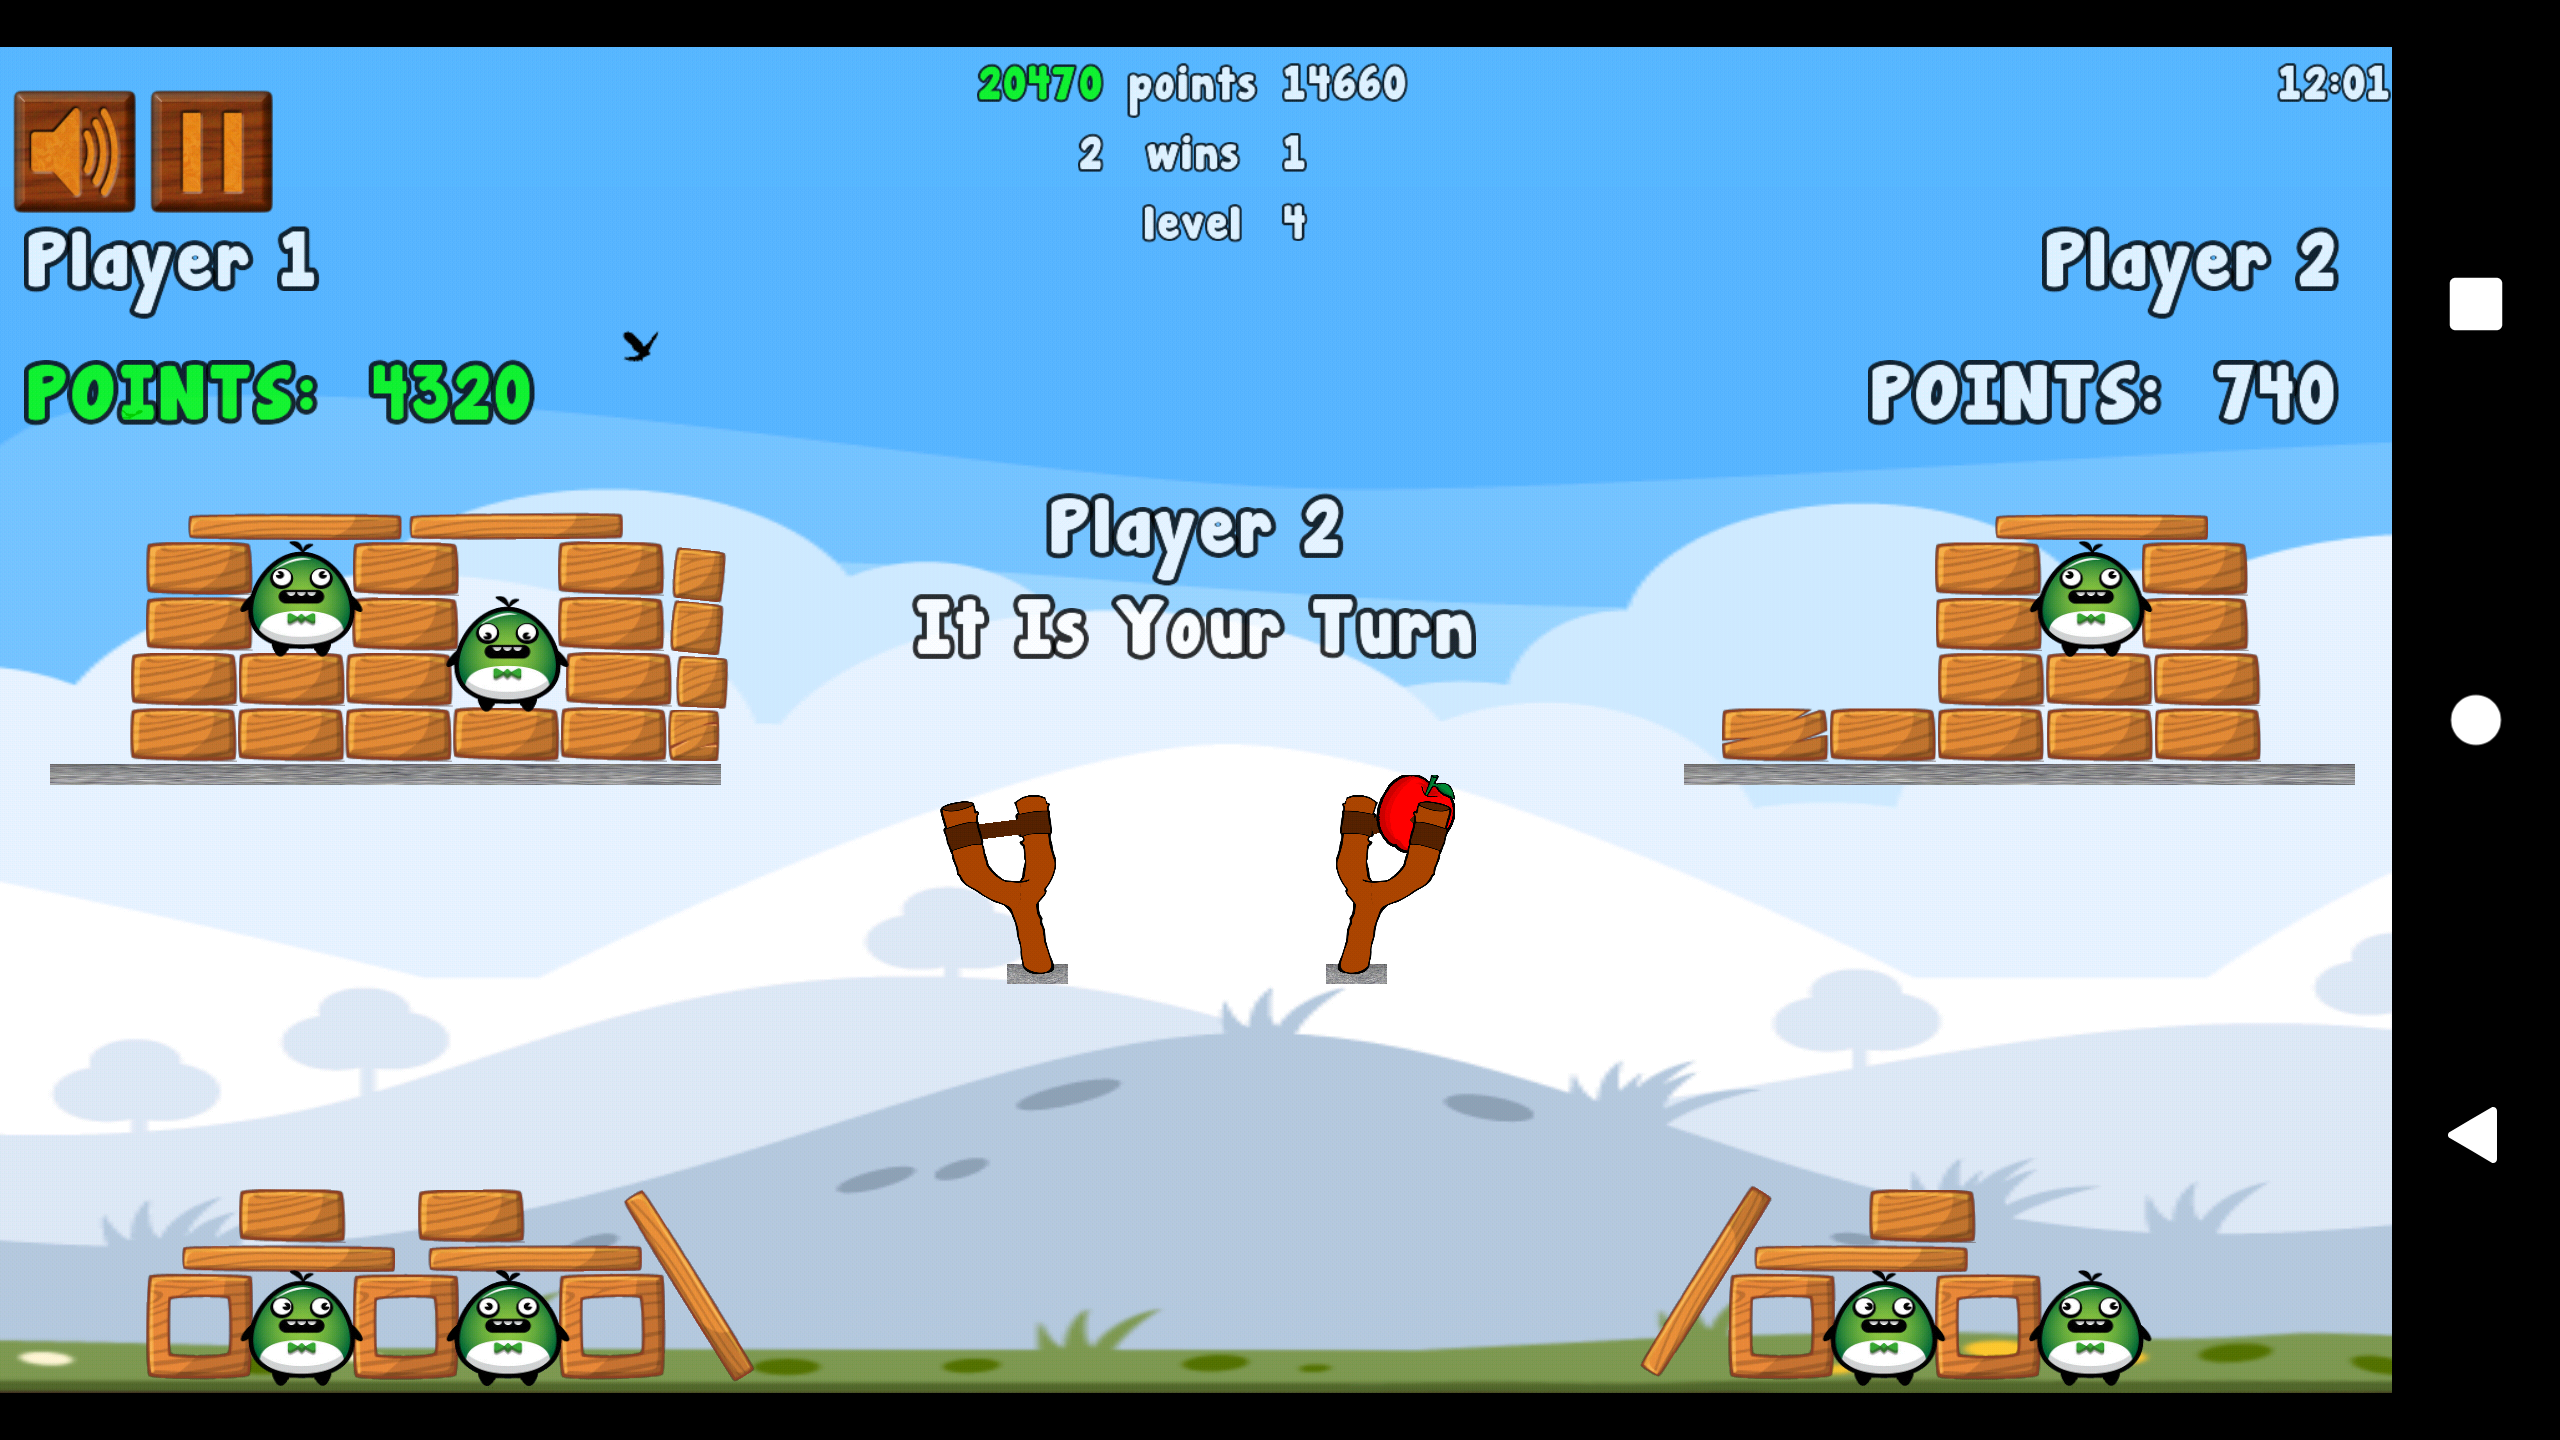 20470 points 14660
12:01
2 wins 1
level 4
Player 1
Player 2
POINTS: 4320
POINTS: 740
Player 2
It Is Your Turn